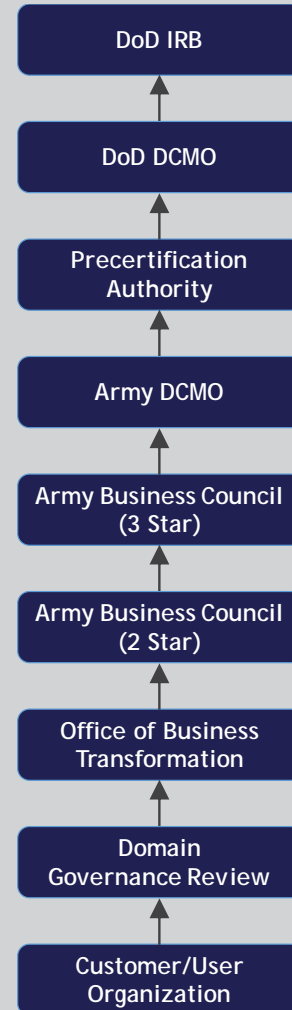 DoD IRB
DoD DCMO
Precertification
Authority
Army DCMO
Army Business Council
(3 Star)
Army Business Council
(2 Star)
Office of Business
Transformation
Domain
Governance Review
Customer/User
Organization